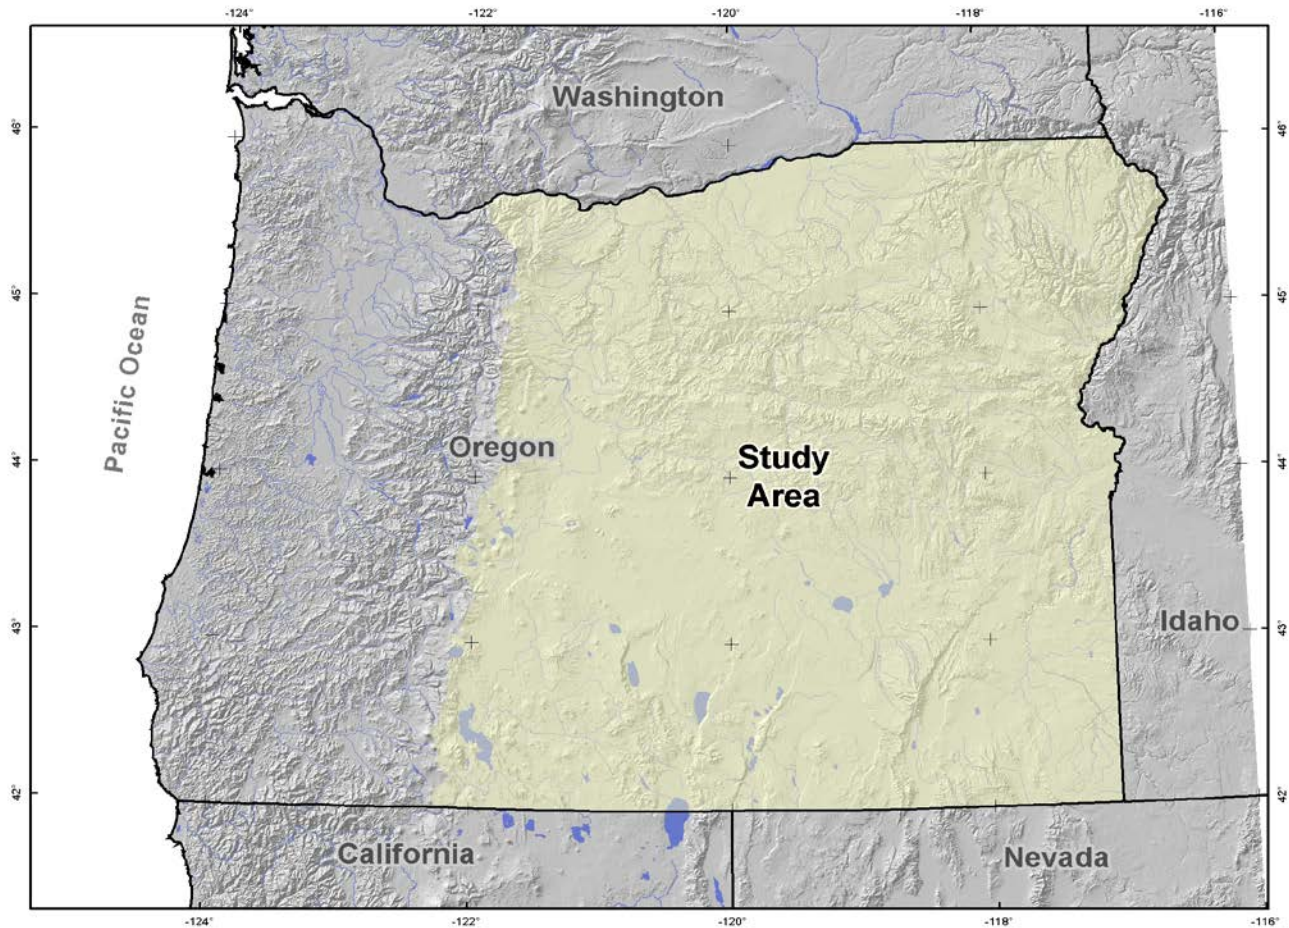 -124° -122° -120° -118° -116°
Washington
46° 46°
45° 45°
Pacific Ocean
Oregon
Study
Area
44° 44°
43° 43°
Idaho
42° 42°
California
Nevada
-124° -122° -120° -118° -116°